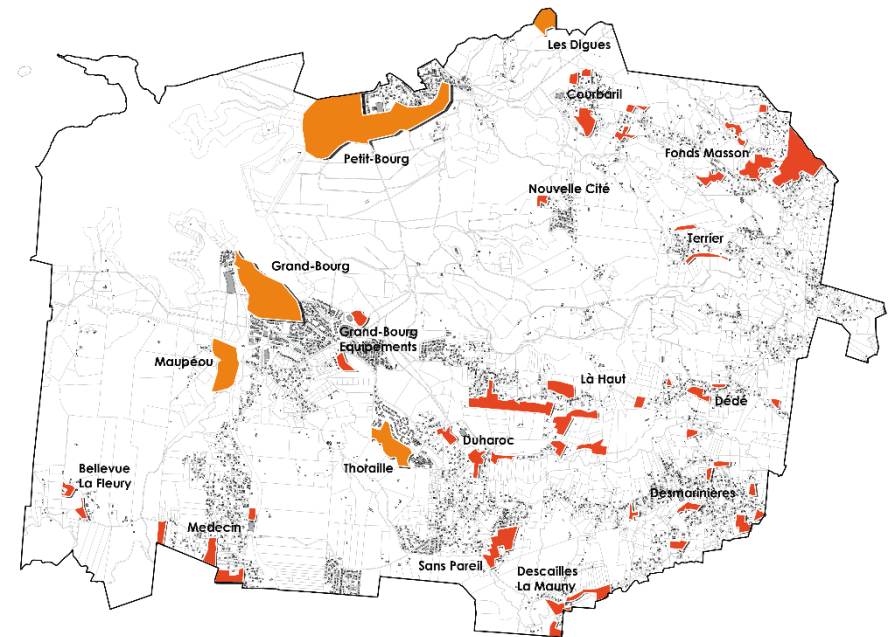 Les Digues
Courbaril
Petit-Bourg
Fonds Masson
Nouvelle Cité
Terrier
Grand-Bourg
Grand-Bourg
Equipements
Maupéou
Là Haut
Dédé
Duharoc
Thoraille
Bellevue
La Fleury
Desmarinières
Medecin
Sans Pareil
Descailles
La Mauny